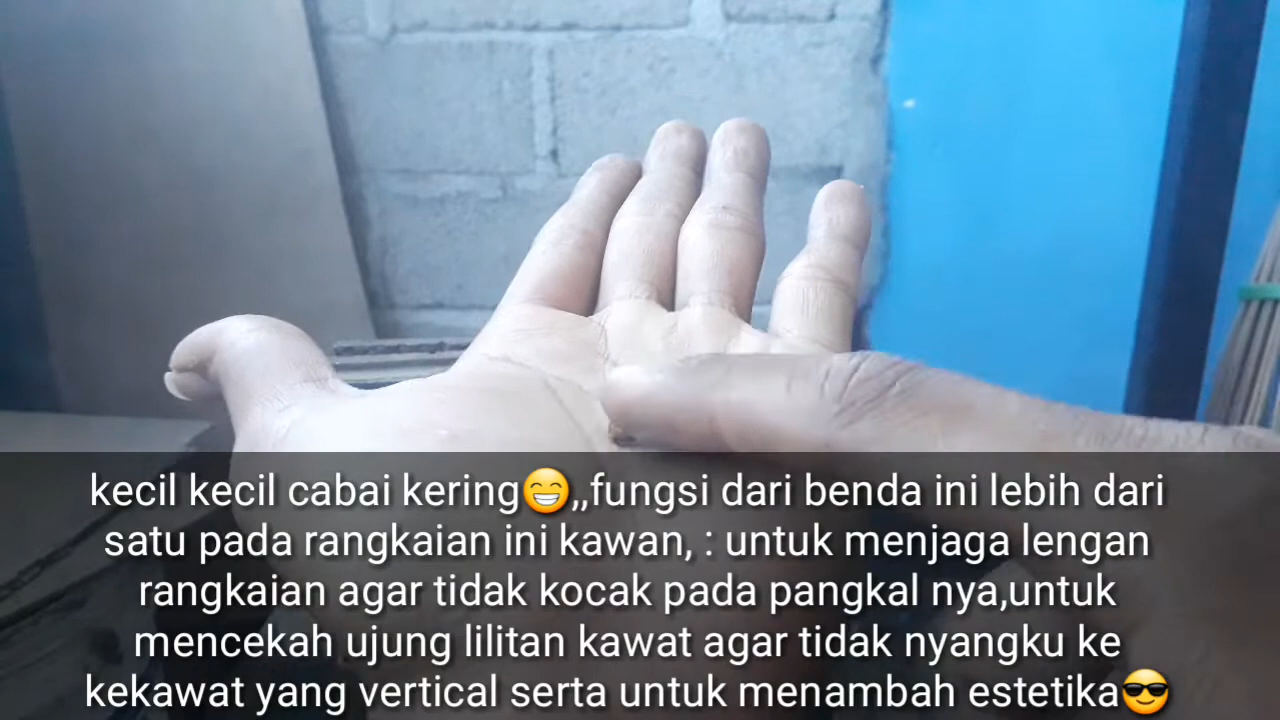 kecil kecil cabai kering😁,,fungsi dari benda ini lebih dari
satu pada rangkaian ini kawan, : untuk menjaga lengan
rangkaian agar tidak kocak pada pangkal nya,untuk
mencekah ujung lilitan kawat agar tidak nyangku ke
kekawat yang vertical serta untuk menambah estetika😎